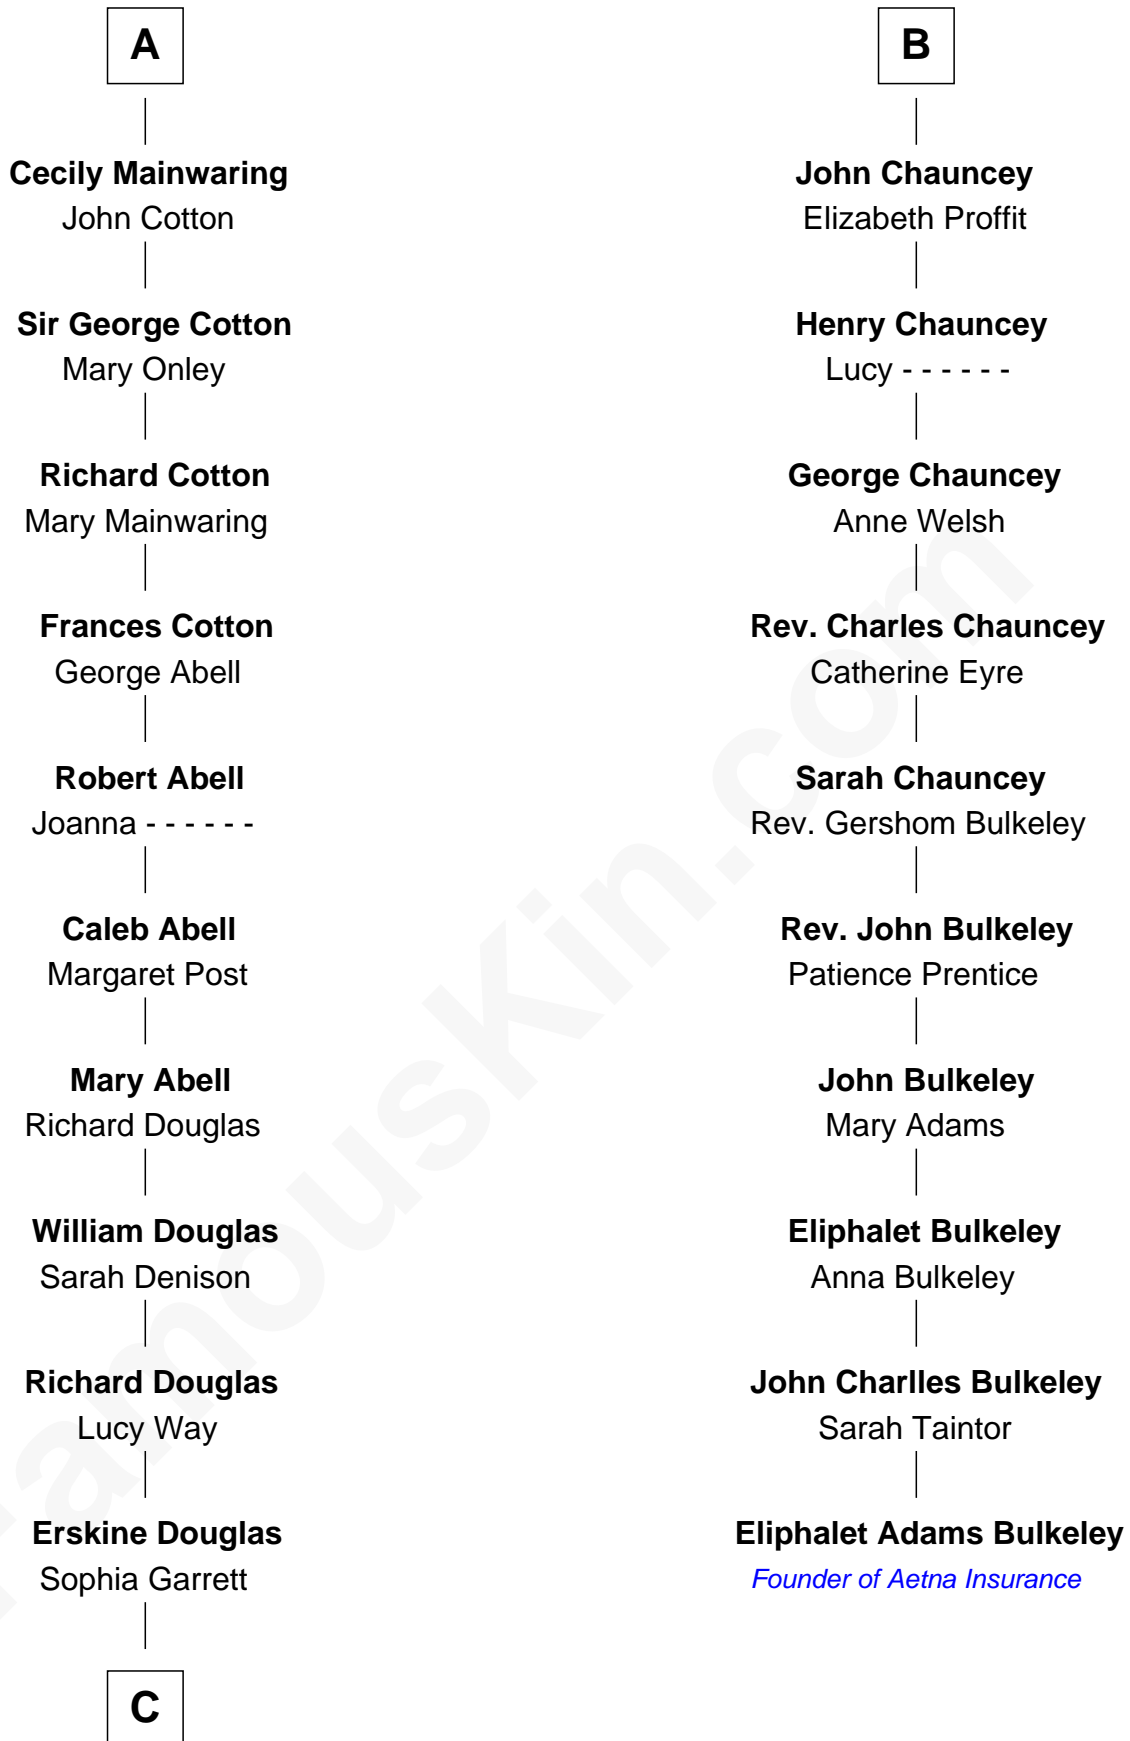 A
Cecily Mainwaring
John Cotton
Sir George Cotton
Mary Onley
Richard Cotton
Mary Mainwaring
Frances Cotton
George Abell
Robert Abell
Joanna - - - - - -
Caleb Abell
Margaret Post
Mary Abell
Richard Douglas
William Douglas
Sarah Denison
Richard Douglas
Lucy Way
Erskine Douglas
Sophia Garrett
C
B
John Chauncey
Elizabeth Proffit
Henry Chauncey
Lucy - - - - - -
George Chauncey
Anne Welsh
Rev. Charles Chauncey
Catherine Eyre
Sarah Chauncey
Rev. Gershom Bulkeley
Rev. John Bulkeley
Patience Prentice
John Bulkeley
Mary Adams
Eliphalet Bulkeley
Anna Bulkeley
John Charlles Bulkeley
Sarah Taintor
Eliphalet Adams Bulkeley
Founder of Aetna Insurance
FamousKin.com